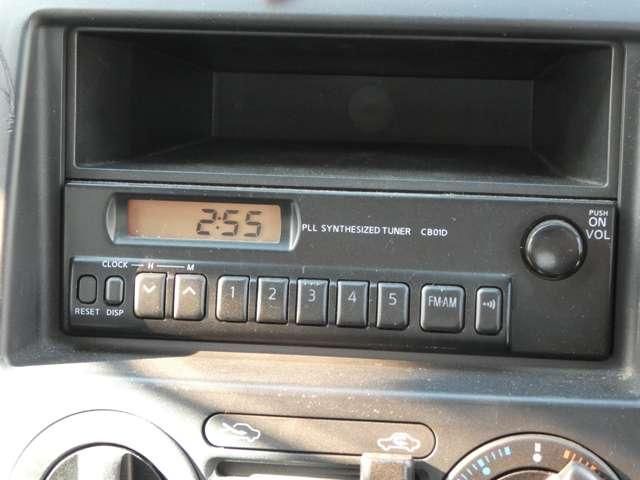 2:55
PLL SYNTHESIZED TUNER CB01D
PUSH
ON
VOL
CLOCK H M
RESET DISP
1 2 3 4 5 FM·AM